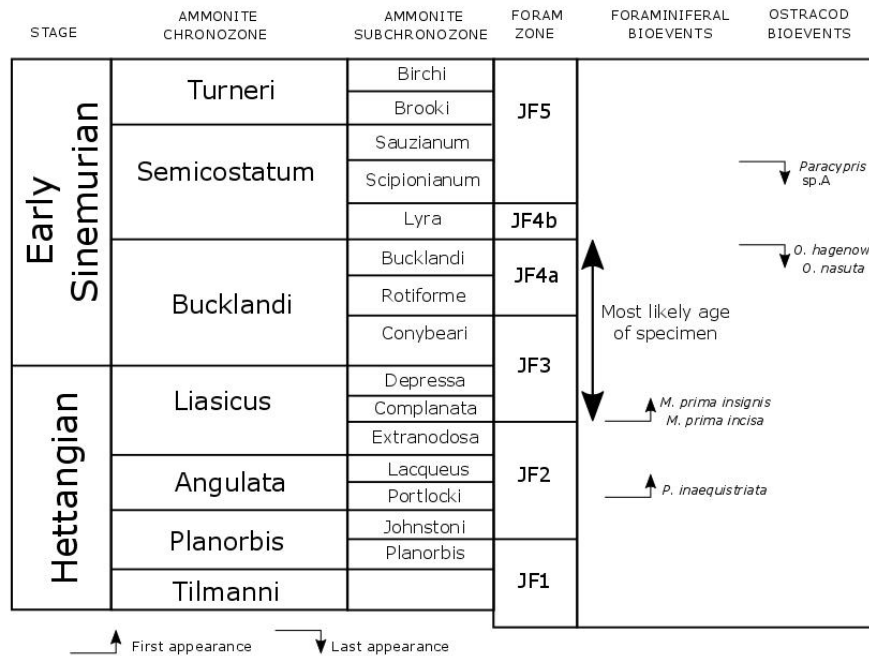 STAGE
AMMONITE
CHRONOZONE
AMMONITE
SUBCHRONOZONE
FORAM
ZONE
FORAMINIFERAL
BIOEVENTS
OSTRACOD
BIOEVENTS
Early
Sinemurian
Hettangian
Turneri
Semicostatum
Bucklandi
Liasicus
Angulata
Planorbis
Tilmanni
Birchi
Brooki
Sauzianum
Scipionianum
Lyra
Bucklandi
Rotiforme
Conybeari
Depressa
Complanata
Extranodosa
Lacqueus
Portlocki
Johnstoni
Planorbis
JF5
JF4b
JF4a
JF3
JF2
JF1
Most likely age
of specimen
M. prima insignis
M. prima incisa
P. inaequistriata
Paracypris
sp.A
O. hagenow
O. nasuta
First appearance
Last appearance